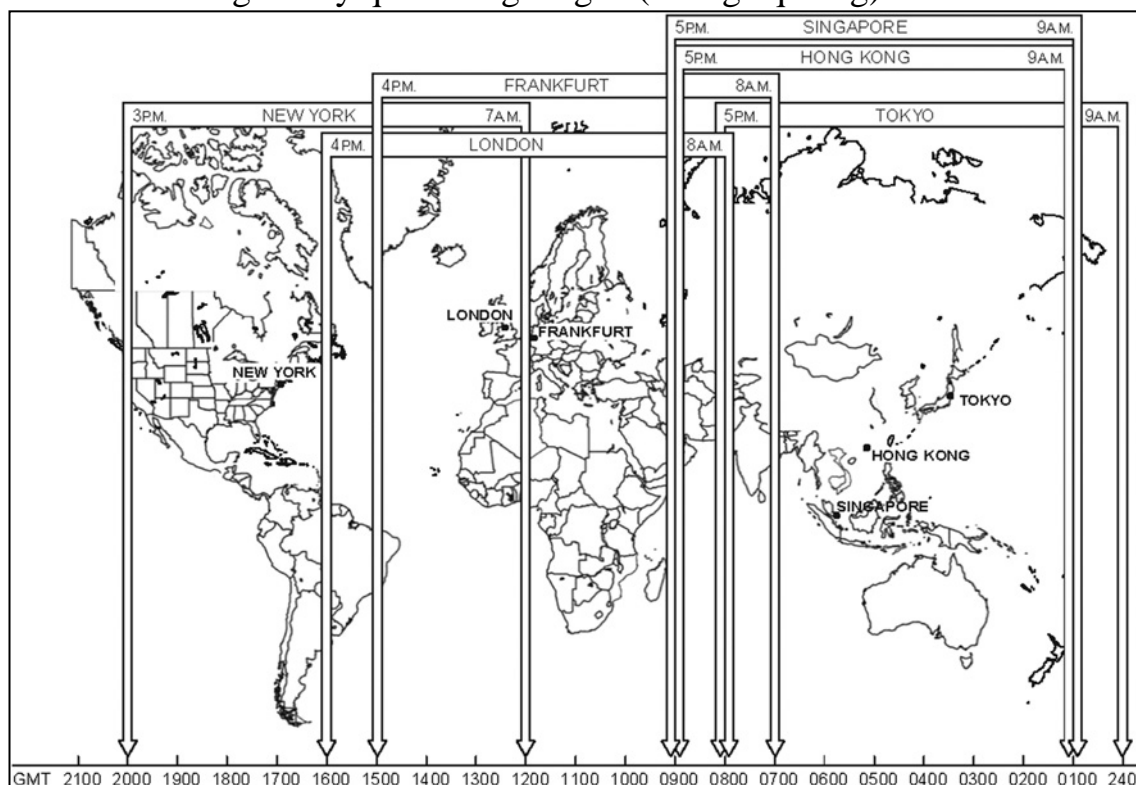 5P.M. SINGAPORE 9A.M.
5P.M. HONG KONG 9A.M.
4P.M. FRANKFURT 8A.M.
3P.M. NEW YORK 7A.M. 5P.M. TOKYO 9A.M.
4P.M. LONDON 8A.M.
LONDON
FRANKFURT
NEW YORK
TOKYO
HONG KONG
SINGAPORE
GMT 2100 2000 1900 1800 1700 1600 1500 1400 1300 1200 1100 1000 0900 0800 0700 0600 0500 0400 0300 0200 0100 240